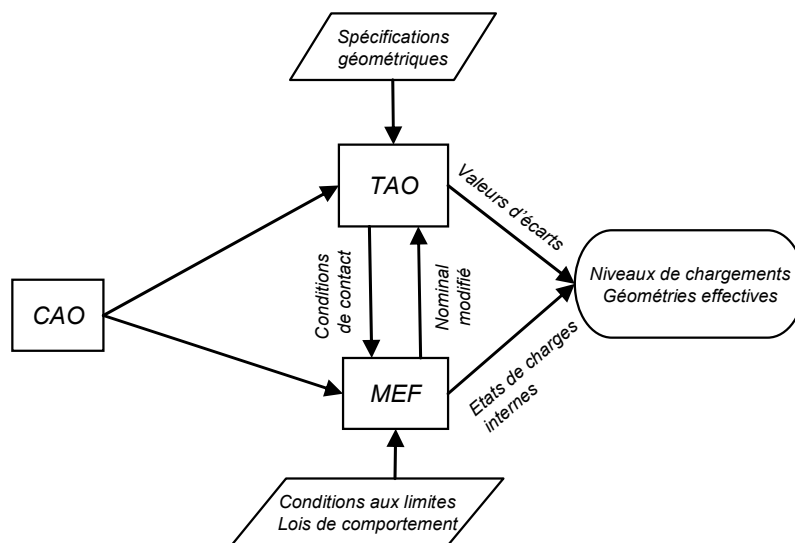 Spécifications
géométriques
TAO
Valeurs d'écarts
Conditions
de contact
Nominal
modifié
Niveaux de chargements
Géométries effectives
CAO
MEF
Etats de charges
internes
Conditions aux limites
Lois de comportement